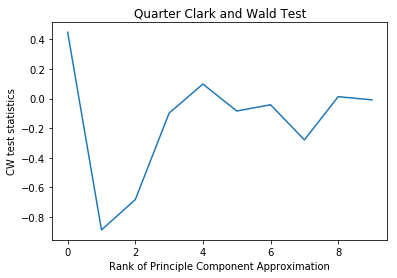 Quarter Clark and Wald Test
CW test statistics
0.4
0.2
0.0
−0.2
−0.4
−0.6
−0.8
0 2 4 6 8
Rank of Principle Component Approximation